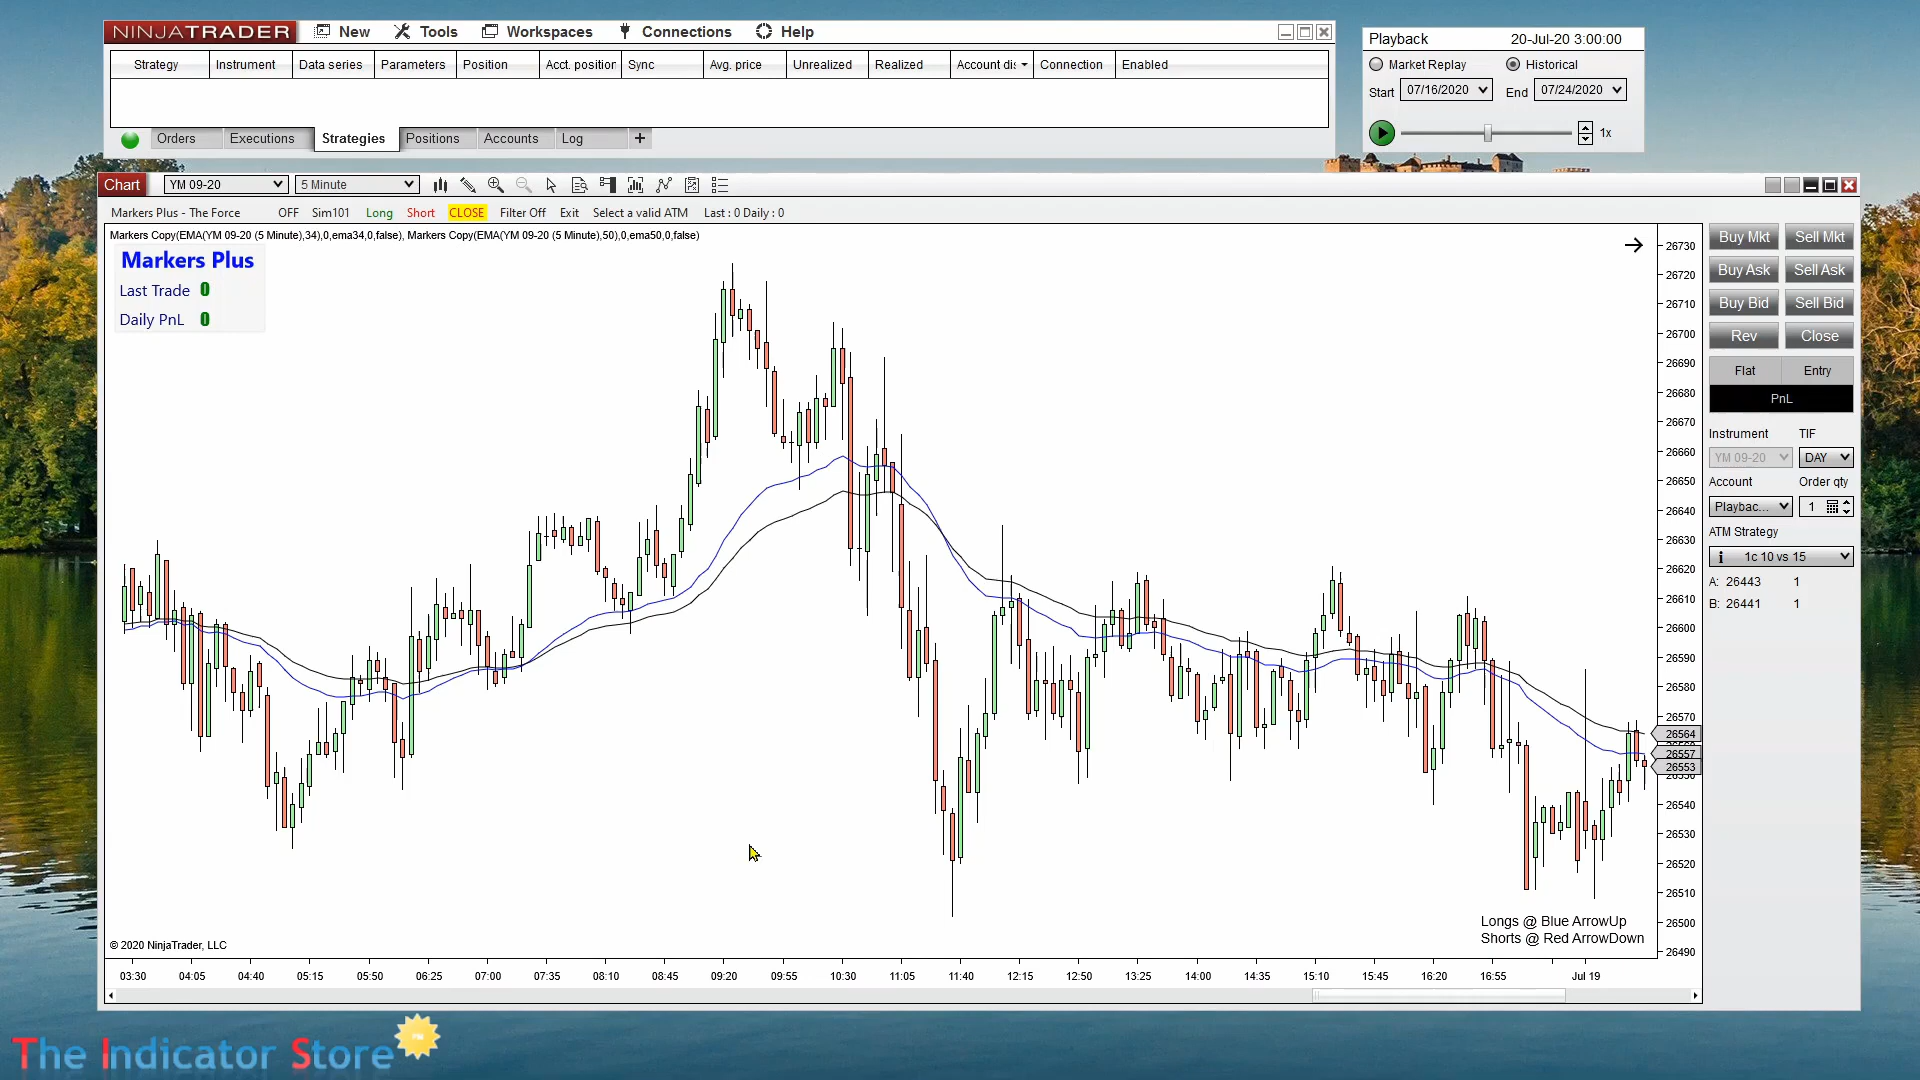 NINJATRADER New Tools Workspaces Connections Help
Strategy Instrument Data series Parameters Position Acct. position Sync Avg. price Unrealized Realized Account dis Connection Enabled
Orders Executions Strategies Positions Accounts Log +
Playback 20-Jul-20 3:00:00
Market Replay Historical
Start 07/16/2020 End 07/24/2020
1x
Chart YM 09-20 5 Minute
Markers Plus - The Force OFF Sim101 Long Short CLOSE Filter Off Exit Select a valid ATM Last : 0 Daily : 0
Markers Copy(EMA(YM 09-20 (5 Minute),34),0,ema34,0,false), Markers Copy(EMA(YM 09-20 (5 Minute),50),0,ema50,0,false)
Markers Plus
Last Trade 0
Daily PnL 0
26730
26720
26710
26700
26690
26680
26670
26660
26650
26640
26630
26620
26610
26600
26590
26580
26570
26564
26557
26553
26540
26530
26520
26510
26500
26490
Longs @ Blue ArrowUp
Shorts @ Red ArrowDown
© 2020 NinjaTrader, LLC
03:30 04:05 04:40 05:15 05:50 06:25 07:00 07:35 08:10 08:45 09:20 09:55 10:30 11:05 11:40 12:15 12:50 13:25 14:00 14:35 15:10 15:45 16:20 16:55 Jul 19
Buy Mkt Sell Mkt
Buy Ask Sell Ask
Buy Bid Sell Bid
Rev Close
Flat Entry
PnL
Instrument TIF
YM 09-20 DAY
Account Order qty
Playbac... 1
ATM Strategy
i 1c 10 vs 15
A: 26443 1
B: 26441 1
The Indicator Store